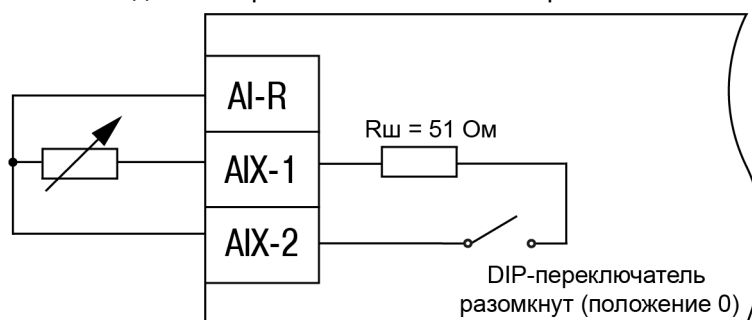 AI-R
Rш = 51 Ом
AIX-1
AIX-2
DIP-переключатель
разомкнут (положение 0)